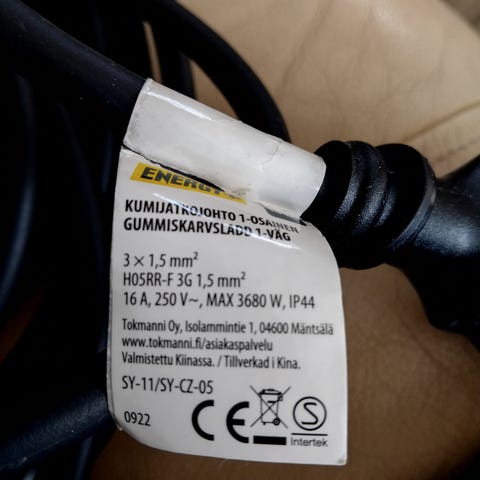 KUMIJATKOJOHTO 1-OSAINEN
GUMMISKARVSLADD 1-VÄG
3 × 1,5 mm²
H05RR-F 3G 1,5 mm²
16 A, 250 V~, MAX 3680 W, IP44
Tokmanni Oy, Isolammintie 1, 04600 Mäntsälä
www.tokmanni.fi/asiakaspalvelu
Valmistettu Kiinassa. / Tillverkad i Kina.
SY-11/SY-CZ-05
0922
CE
S
Intertek